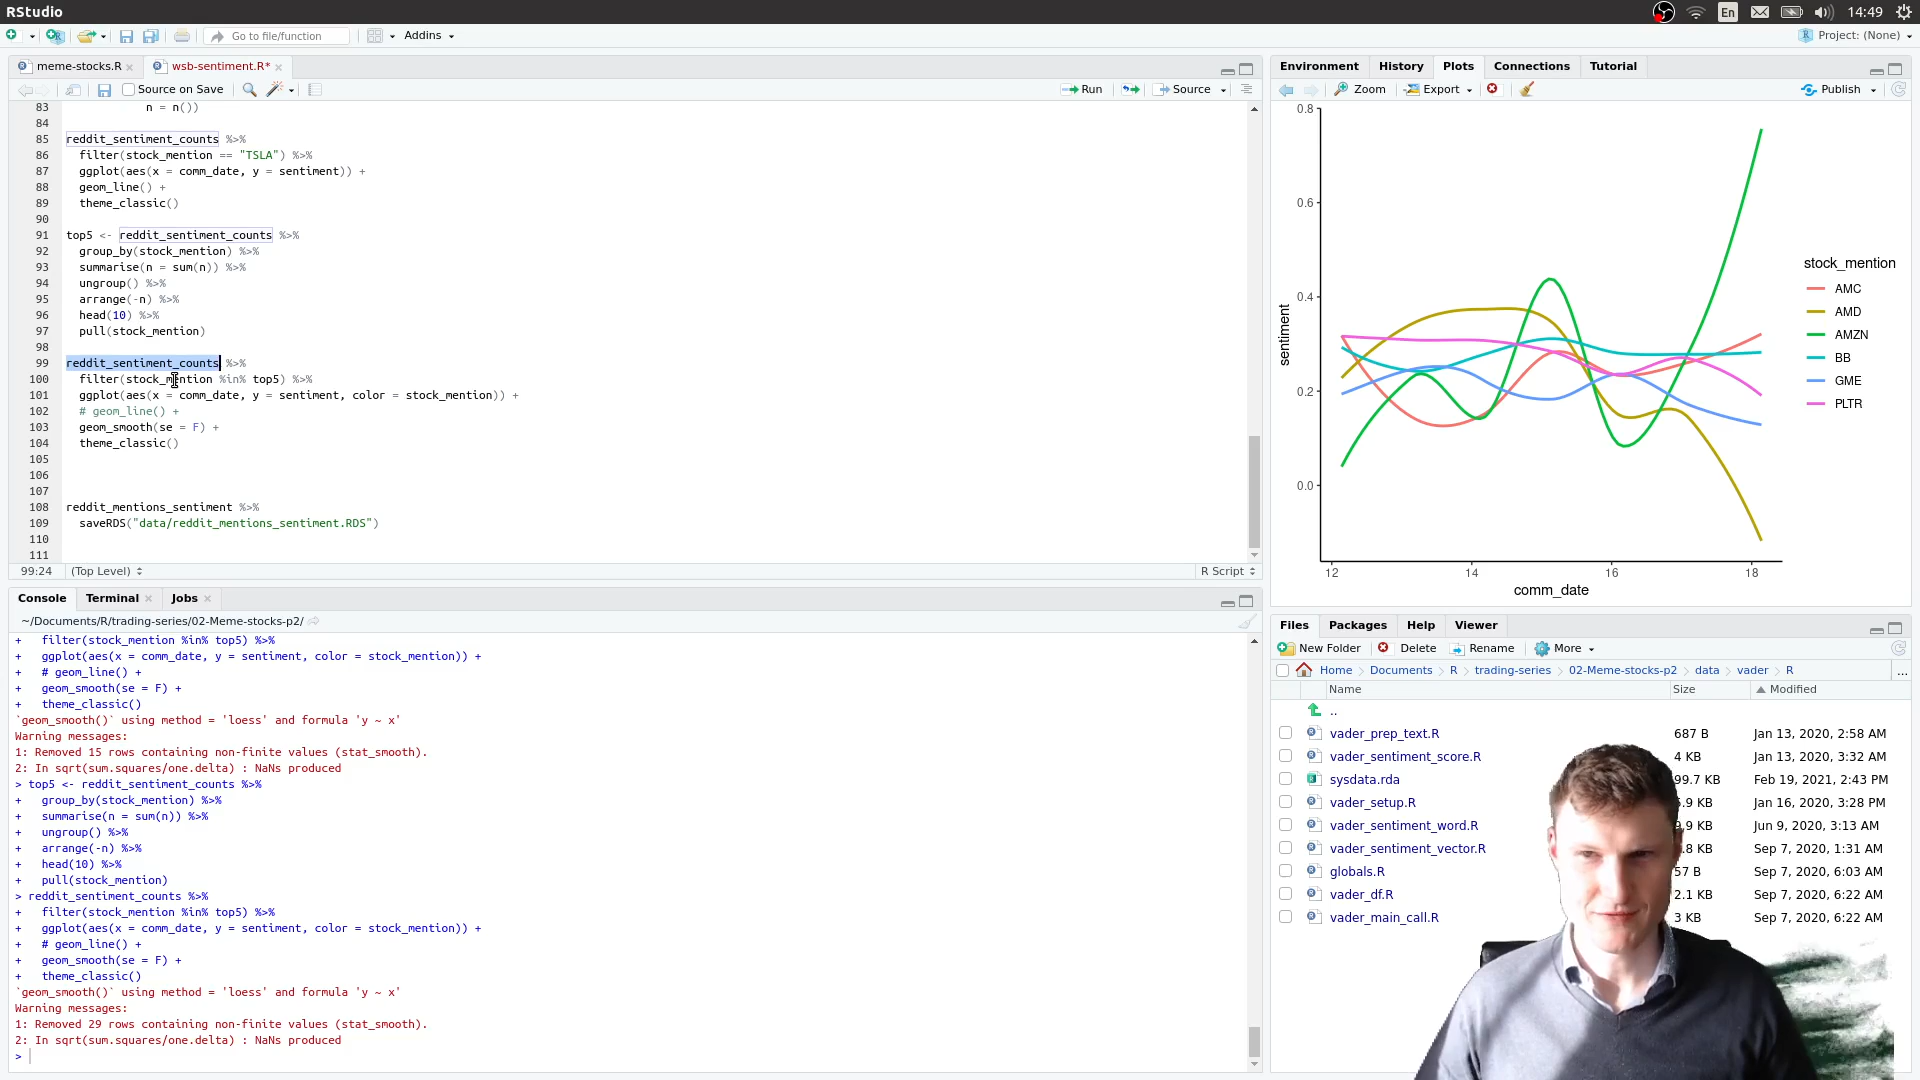 RStudio
En
14:49
Go to file/function
Addins
Project: (None)
meme-stocks.R
wsb-sentiment.R*
Source on Save
Run
Source
83 n = n())
84
85 reddit_sentiment_counts %>%
86 filter(stock_mention == "TSLA") %>%
87 ggplot(aes(x = comm_date, y = sentiment)) +
88 geom_line() +
89 theme_classic()
90
91 top5 <- reddit_sentiment_counts %>%
92 group_by(stock_mention) %>%
93 summarise(n = sum(n)) %>%
94 ungroup() %>%
95 arrange(-n) %>%
96 head(10) %>%
97 pull(stock_mention)
98
99 reddit_sentiment_counts %>%
100 filter(stock_mention %in% top5) %>%
101 ggplot(aes(x = comm_date, y = sentiment, color = stock_mention)) +
102 # geom_line() +
103 geom_smooth(se = F) +
104 theme_classic()
105
106
107
108 reddit_mentions_sentiment %>%
109 saveRDS("data/reddit_mentions_sentiment.RDS")
110
111
99:24 (Top Level) R Script
Console Terminal Jobs
~/Documents/R/trading-series/02-Meme-stocks-p2/
+ filter(stock_mention %in% top5) %>%
+ ggplot(aes(x = comm_date, y = sentiment, color = stock_mention)) +
+ # geom_line() +
+ geom_smooth(se = F) +
+ theme_classic()
`geom_smooth()` using method = 'loess' and formula 'y ~ x'
Warning messages:
1: Removed 15 rows containing non-finite values (stat_smooth).
2: In sqrt(sum.squares/one.delta) : NaNs produced
> top5 <- reddit_sentiment_counts %>%
+ group_by(stock_mention) %>%
+ summarise(n = sum(n)) %>%
+ ungroup() %>%
+ arrange(-n) %>%
+ head(10) %>%
+ pull(stock_mention)
> reddit_sentiment_counts %>%
+ filter(stock_mention %in% top5) %>%
+ ggplot(aes(x = comm_date, y = sentiment, color = stock_mention)) +
+ # geom_line() +
+ geom_smooth(se = F) +
+ theme_classic()
`geom_smooth()` using method = 'loess' and formula 'y ~ x'
Warning messages:
1: Removed 29 rows containing non-finite values (stat_smooth).
2: In sqrt(sum.squares/one.delta) : NaNs produced
>
Environment History Plots Connections Tutorial
Zoom Export Publish
0.8
0.6
0.4
0.2
0.0
sentiment
12 14 16 18
comm_date
stock_mention
AMC
AMD
AMZN
BB
GME
PLTR
Files Packages Help Viewer
New Folder Delete Rename More
Home Documents R trading-series 02-Meme-stocks-p2 data vader R ...
Name Size Modified
..
vader_prep_text.R 687 B Jan 13, 2020, 2:58 AM
vader_sentiment_score.R 4 KB Jan 13, 2020, 3:32 AM
sysdata.rda 99.7 KB Feb 19, 2021, 2:43 PM
vader_setup.R .9 KB Jan 16, 2020, 3:28 PM
vader_sentiment_word.R .9 KB Jun 9, 2020, 3:13 AM
vader_sentiment_vector.R .8 KB Sep 7, 2020, 1:31 AM
globals.R 57 B Sep 7, 2020, 6:03 AM
vader_df.R 2.1 KB Sep 7, 2020, 6:22 AM
vader_main_call.R 3 KB Sep 7, 2020, 6:22 AM